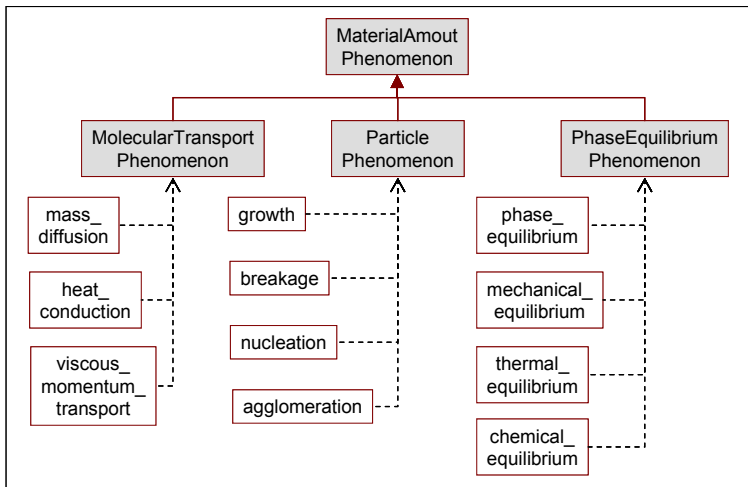 MaterialAmout
Phenomenon
MolecularTransport
Phenomenon
Particle
Phenomenon
PhaseEquilibrium
Phenomenon
mass_
diffusion
heat_
conduction
viscous_
momentum_
transport
growth
breakage
nucleation
agglomeration
phase_
equilibrium
mechanical_
equilibrium
thermal_
equilibrium
chemical_
equilibrium